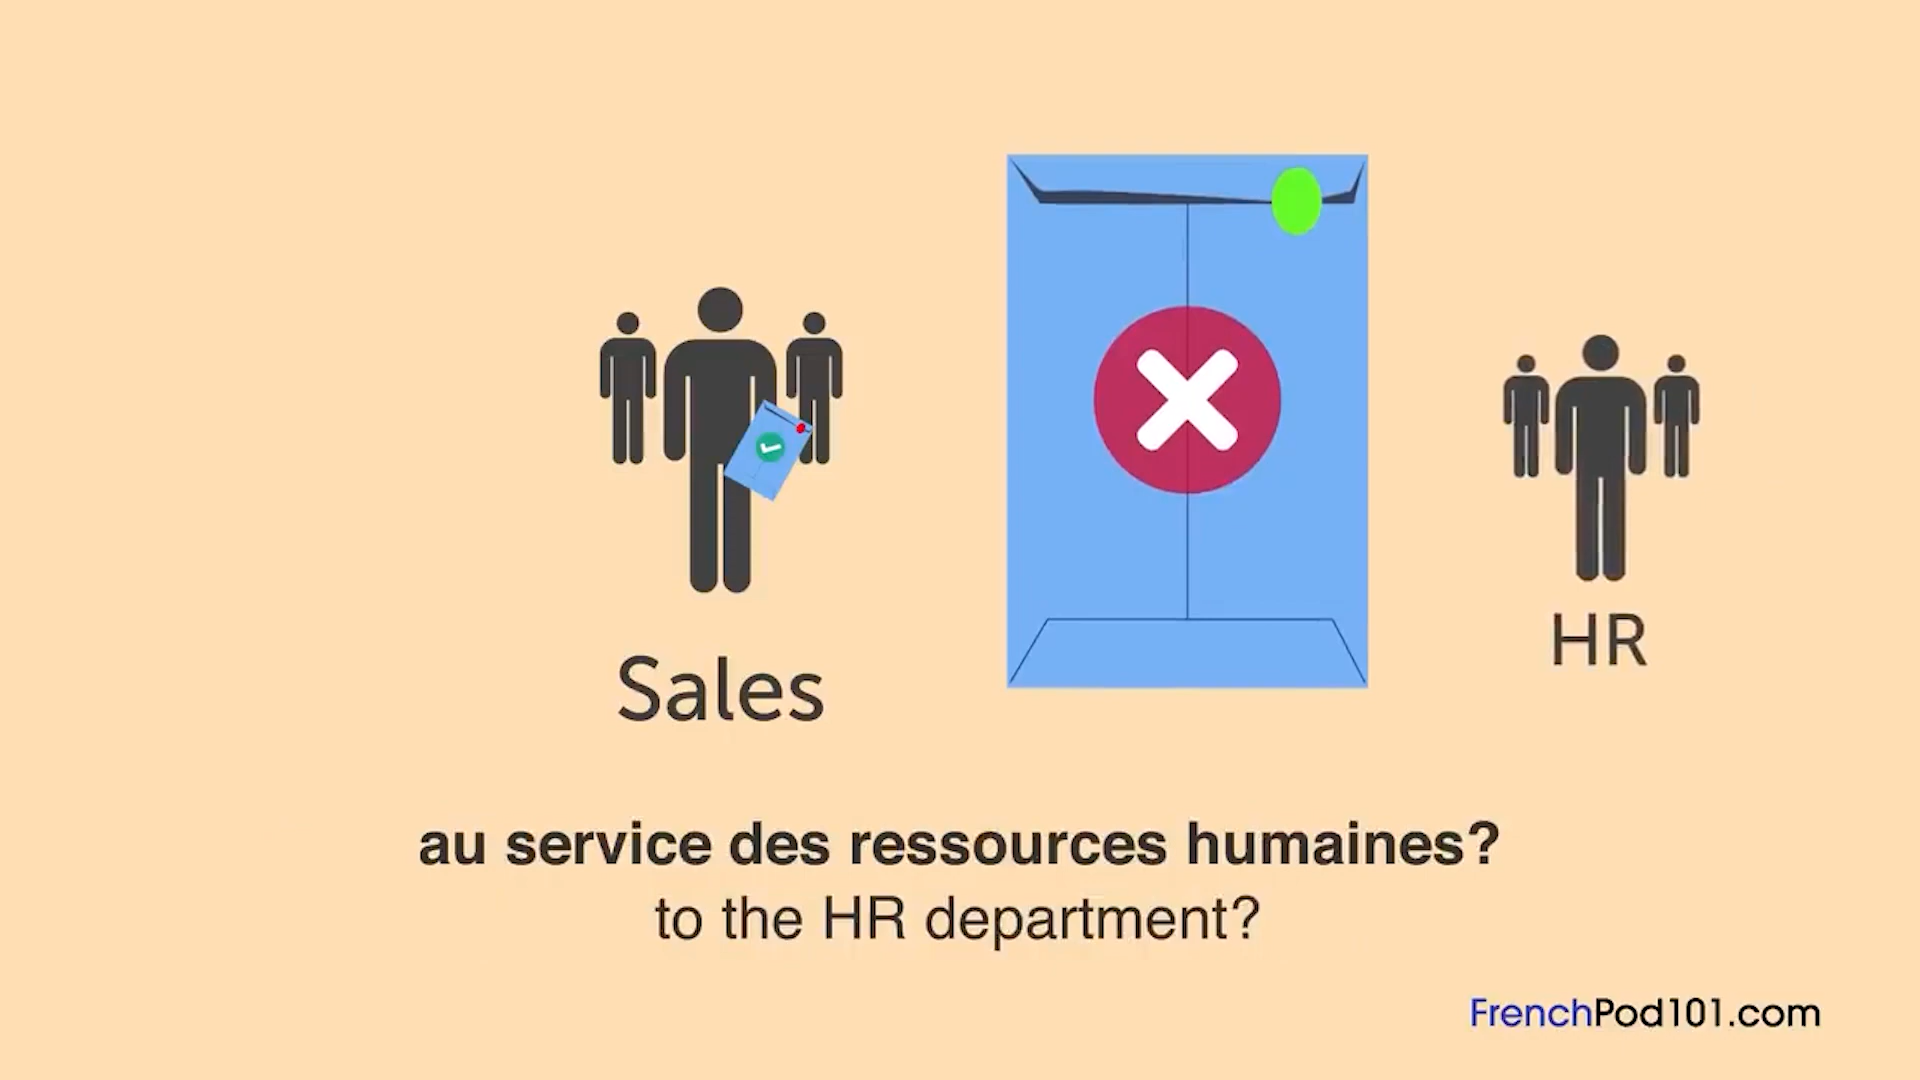 Sales
HR
au service des ressources humaines?
to the HR department?
FrenchPod101.com